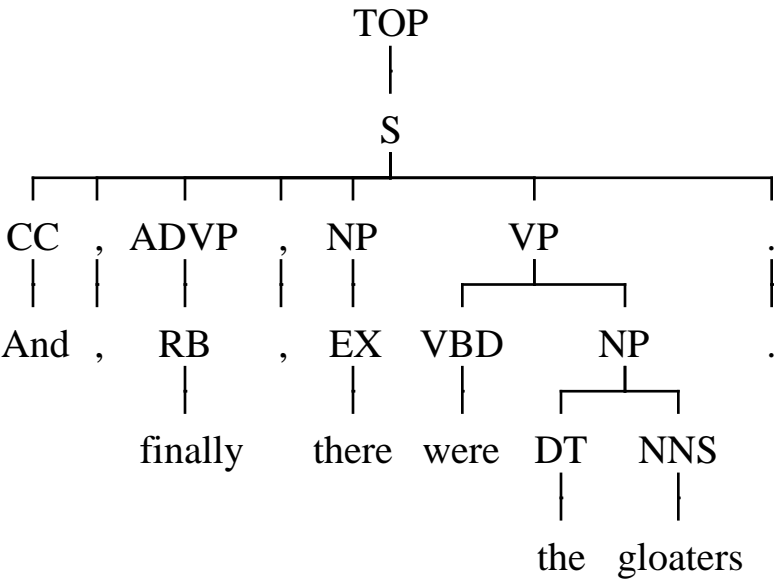 TOP
S
CC , ADVP , NP VP .
And , RB , EX VBD NP .
finally there were DT NNS
the gloaters